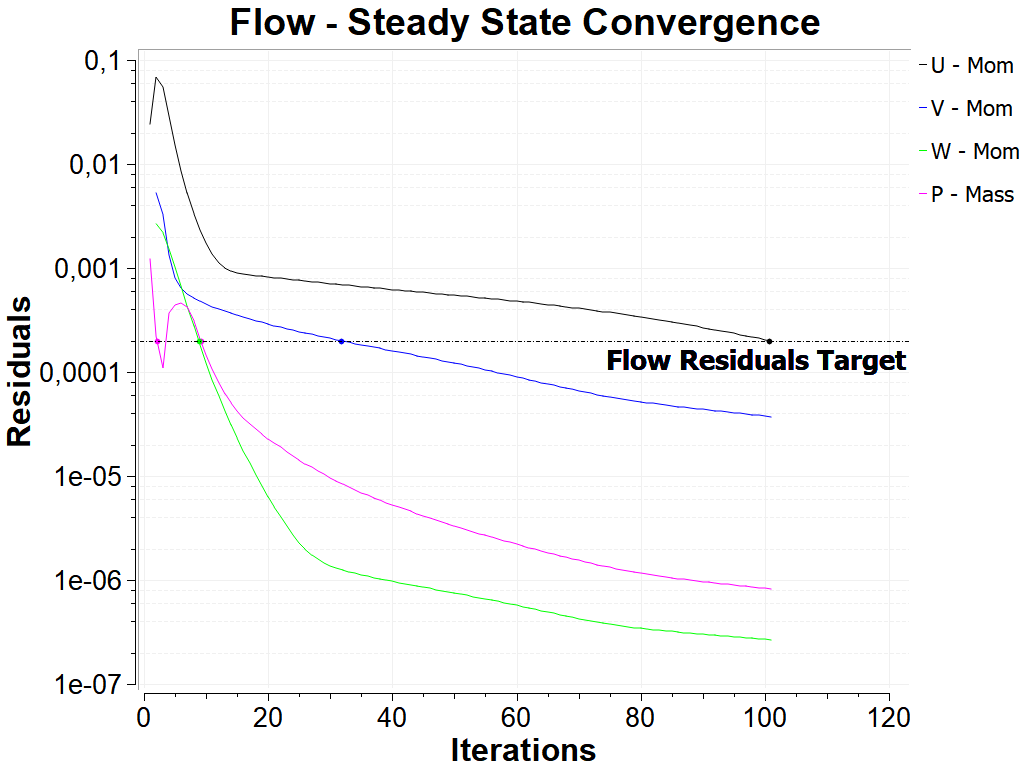 Flow - Steady State Convergence
U - Mom
V - Mom
W - Mom
P - Mass
0,1
0,01
0,001
0,0001
1e-05
1e-06
1e-07
Residuals
Flow Residuals Target
0 20 40 60 80 100 120
Iterations